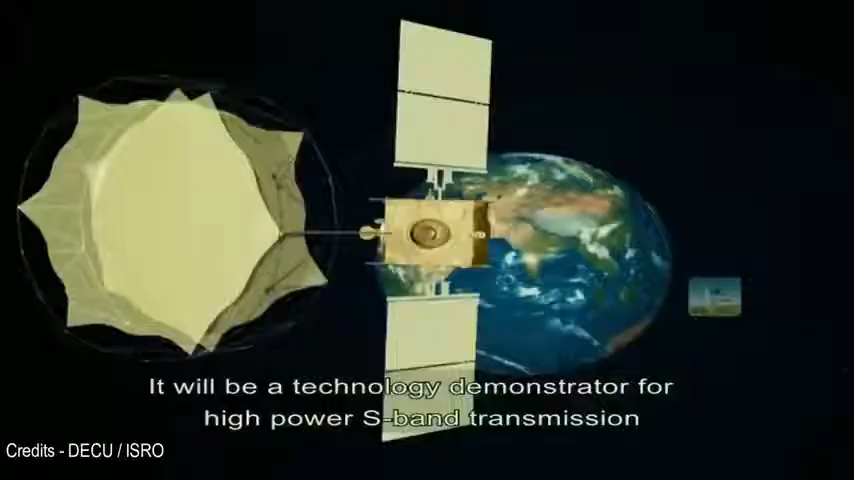 It will be a technology demonstrator for
high power S-band transmission
Credits - DECU / ISRO